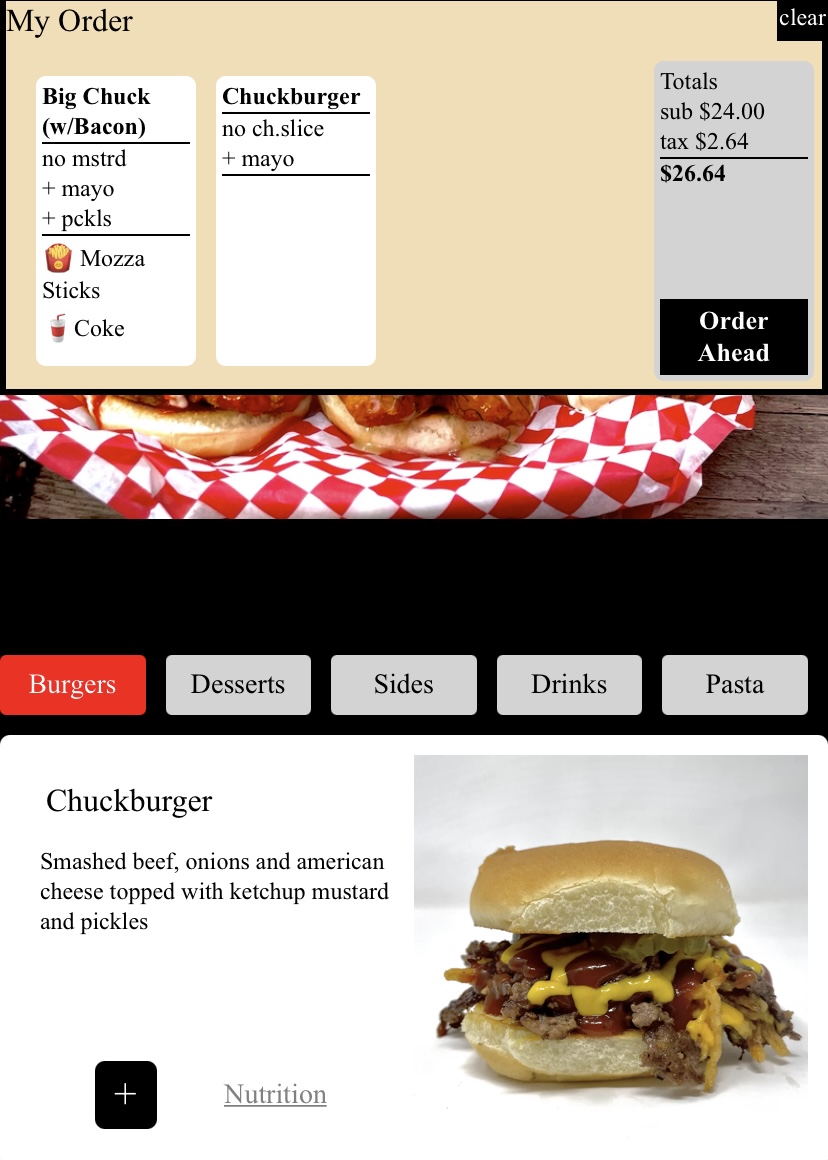 My Order
clear
Big Chuck
(w/Bacon)
no mstrd
+ mayo
+ pckls
Mozza
Sticks
Coke
Chuckburger
no ch.slice
+ mayo
Totals
sub $24.00
tax $2.64
$26.64
Order
Ahead
Burgers
Desserts
Sides
Drinks
Pasta
Chuckburger
Smashed beef, onions and american
cheese topped with ketchup mustard
and pickles
+
Nutrition